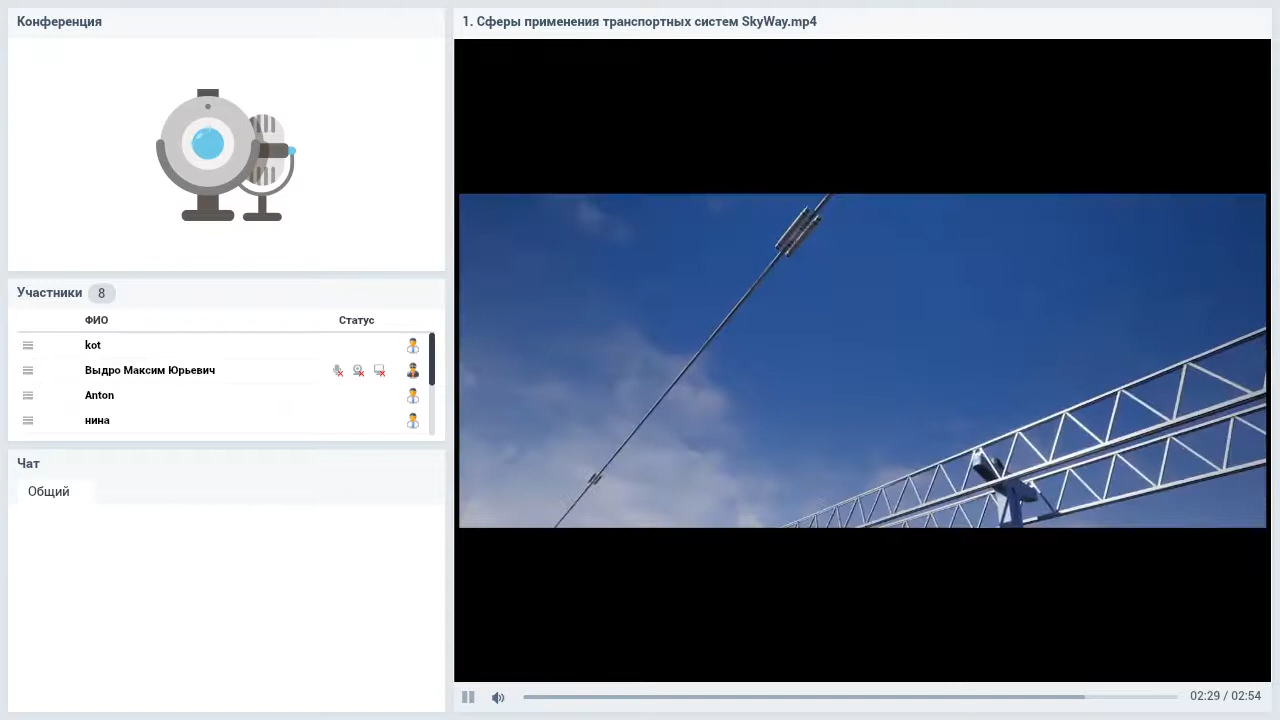 Конференция
Участники 8
ФИО Статус
kot
Выдро Максим Юрьевич
Anton
нина
Чат
Общий
1. Сферы применения транспортных систем SkyWay.mp4
02:29 / 02:54